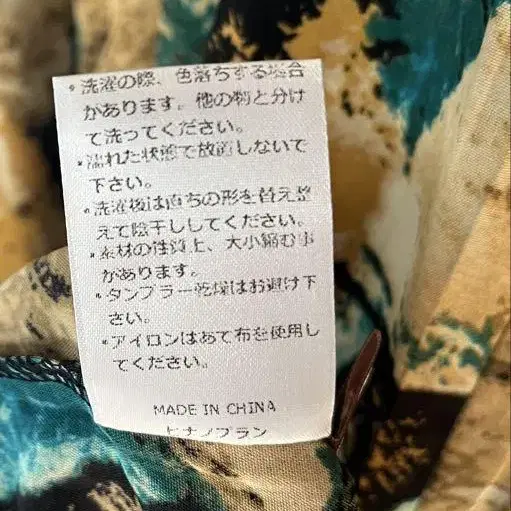 ・洗濯の際、色落ちする場合
があります。他の物と分け
て洗ってください。
・濡れた状態で放置しないで
下さい。
・洗濯後は直ちの形を替え整
えて陰干ししてください。
・素材の性質上、大小縮む事
があります。
・タンブラー乾燥はお避け下
さい。
・アイロンはあて布を使用し
てください。
MADE IN CHINA
ヒナノプラン